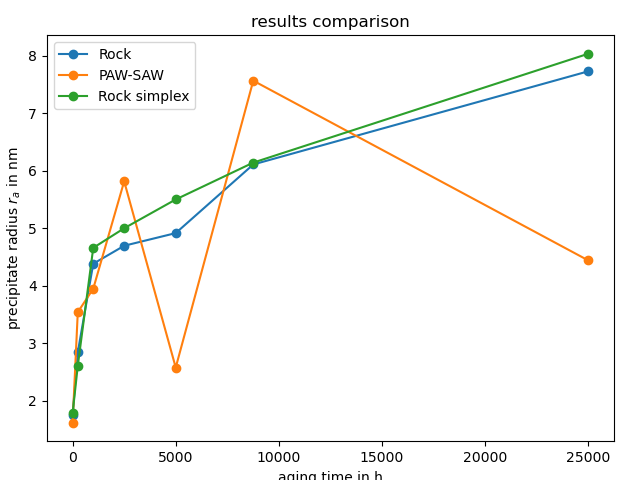 results comparison
Rock
PAW-SAW
Rock simplex
precipitate radius rₐ in nm
8
7
6
5
4
3
2
0 5000 10000 15000 20000 25000
aging time in h